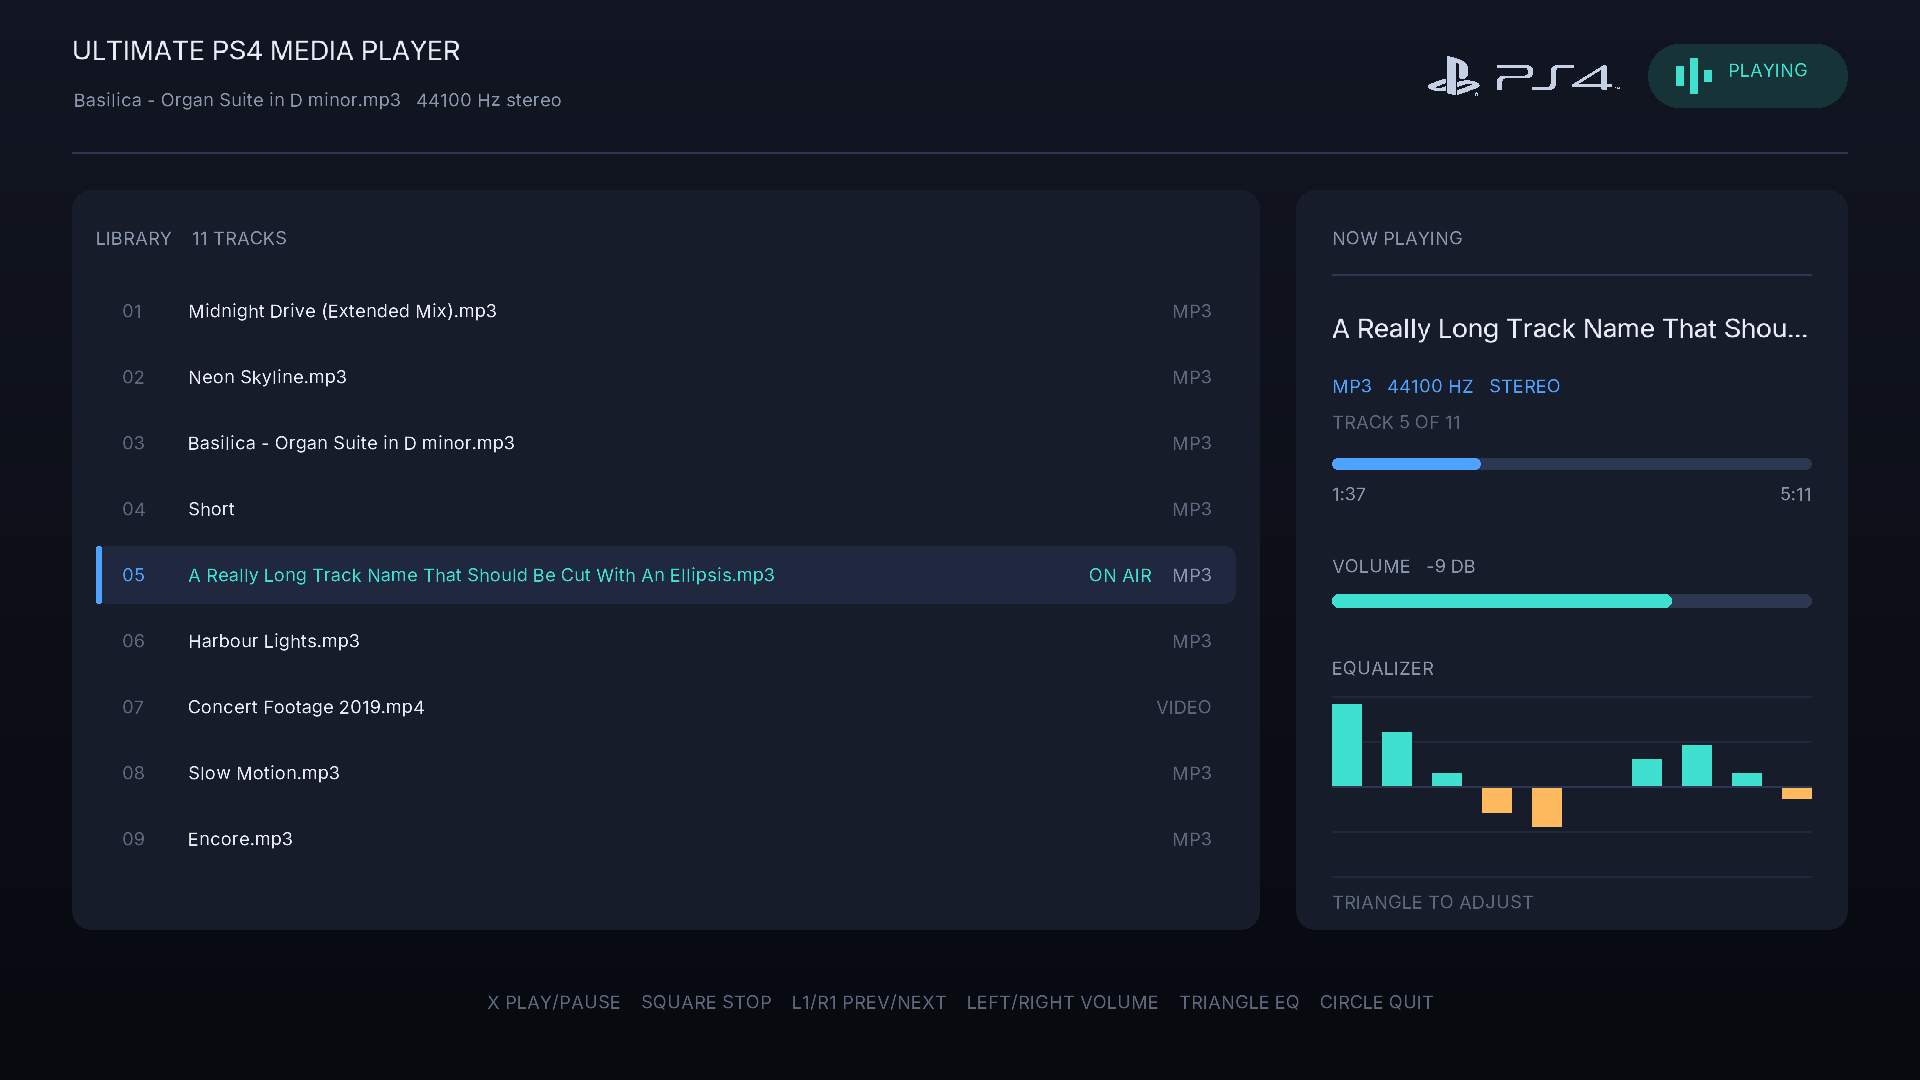 ULTIMATE PS4 MEDIA PLAYER
Basilica - Organ Suite in D minor.mp3 44100 Hz stereo
PS4
PLAYING
LIBRARY 11 TRACKS
01 Midnight Drive (Extended Mix).mp3 MP3
02 Neon Skyline.mp3 MP3
03 Basilica - Organ Suite in D minor.mp3 MP3
04 Short MP3
05 A Really Long Track Name That Should Be Cut With An Ellipsis.mp3 ON AIR MP3
06 Harbour Lights.mp3 MP3
07 Concert Footage 2019.mp4 VIDEO
08 Slow Motion.mp3 MP3
09 Encore.mp3 MP3
NOW PLAYING
A Really Long Track Name That Shou...
MP3 44100 HZ STEREO
TRACK 5 OF 11
1:37 5:11
VOLUME -9 DB
EQUALIZER
TRIANGLE TO ADJUST
X PLAY/PAUSE SQUARE STOP L1/R1 PREV/NEXT LEFT/RIGHT VOLUME TRIANGLE EQ CIRCLE QUIT